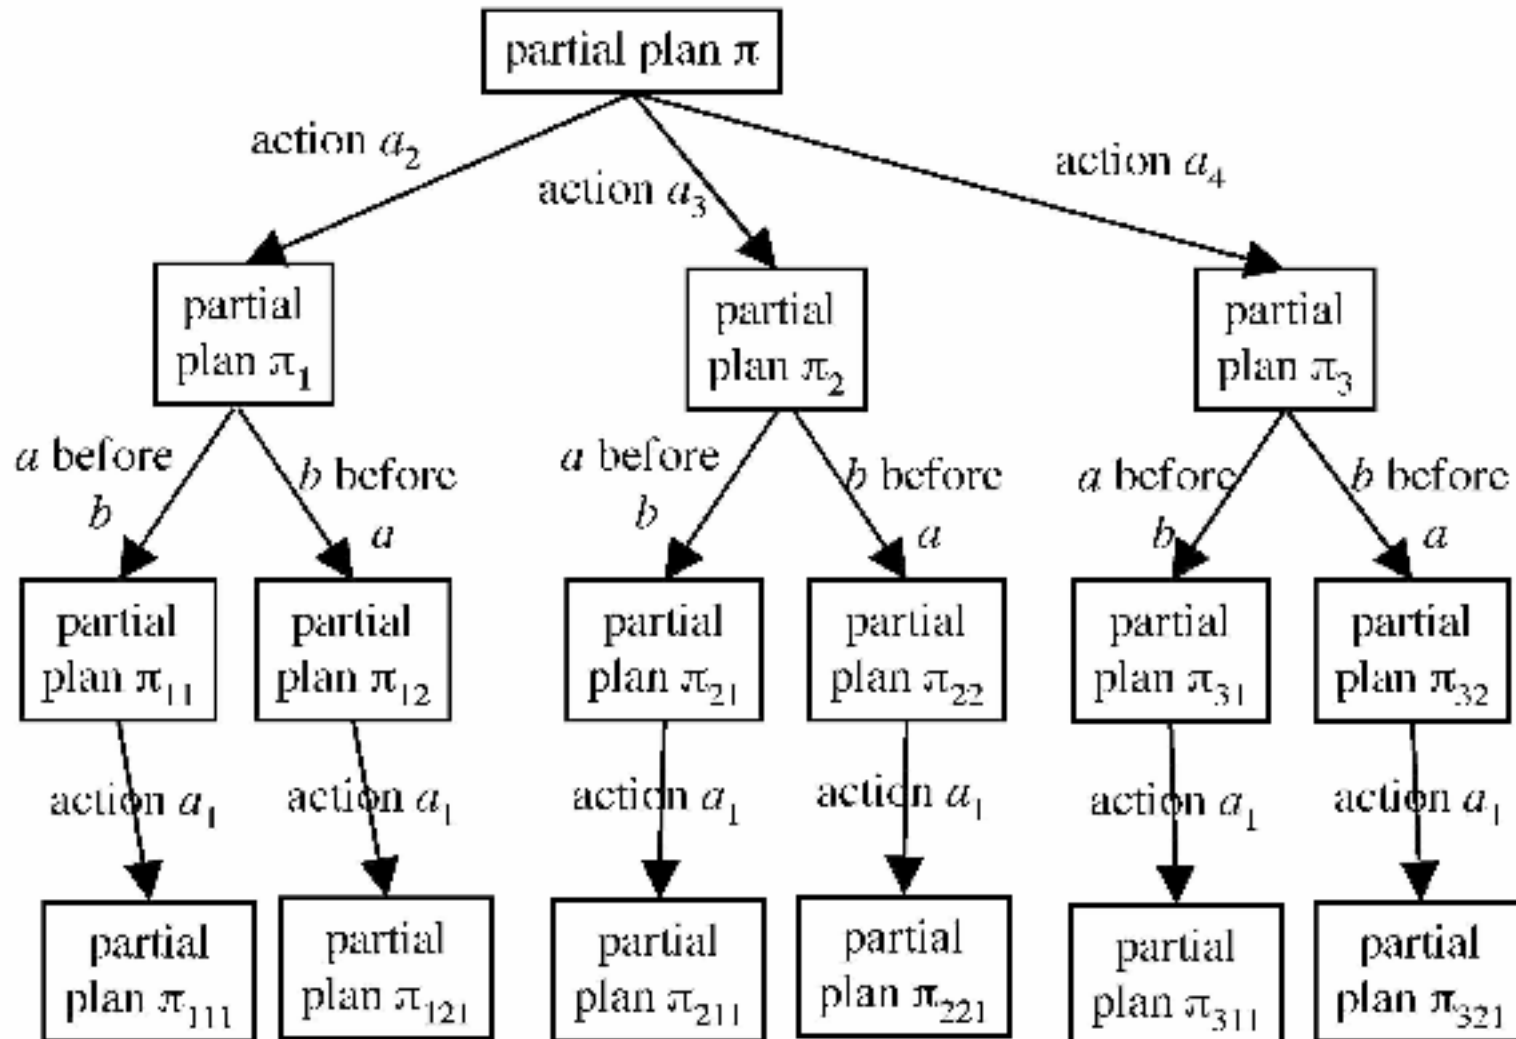 partial plan π
action a₂
action a₃
action a₄
partial
plan π₁
partial
plan π₂
partial
plan π₃
a before
b
b before
a
a before
b
b before
a
a before
b
b before
a
partial
plan π₁₁
partial
plan π₁₂
partial
plan π₂₁
partial
plan π₂₂
partial
plan π₃₁
partial
plan π₃₂
action a₁
action a₁
action a₁
action a₁
action a₁
action a₁
partial
plan π₁₁₁
partial
plan π₁₂₁
partial
plan π₂₁₁
partial
plan π₂₂₁
partial
plan π₃₁₁
partial
plan π₃₂₁